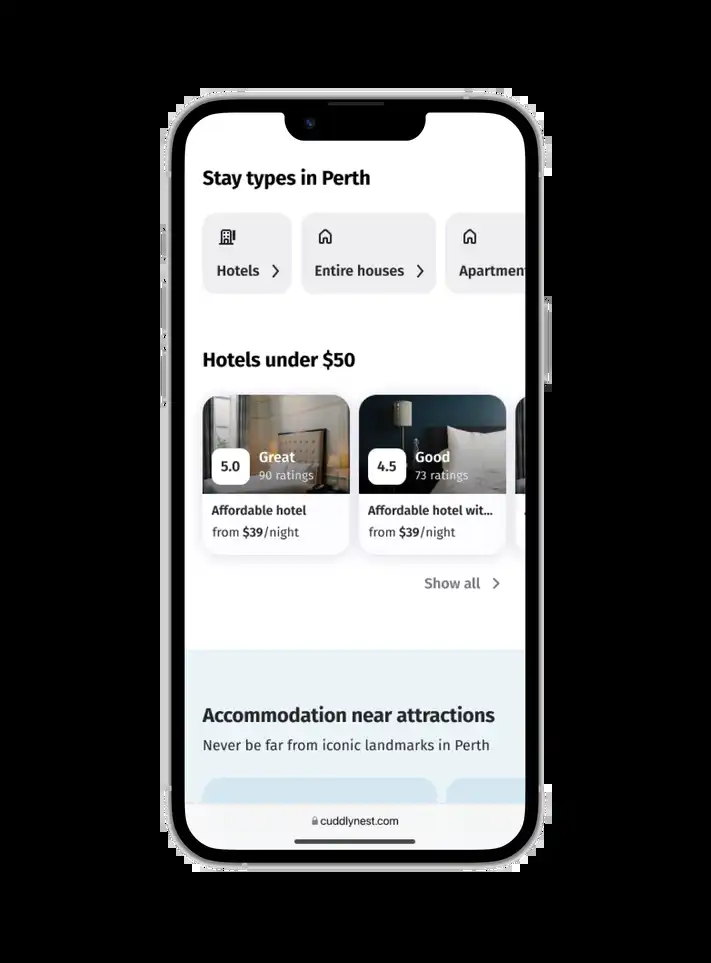 Stay types in Perth
Hotels
Entire houses
Apartmen
Hotels under $50
5.0
Great
90 ratings
4.5
Good
73 ratings
Affordable hotel
from $39/night
Affordable hotel wit...
from $39/night
Show all
Accommodation near attractions
Never be far from iconic landmarks in Perth
cuddlynest.com